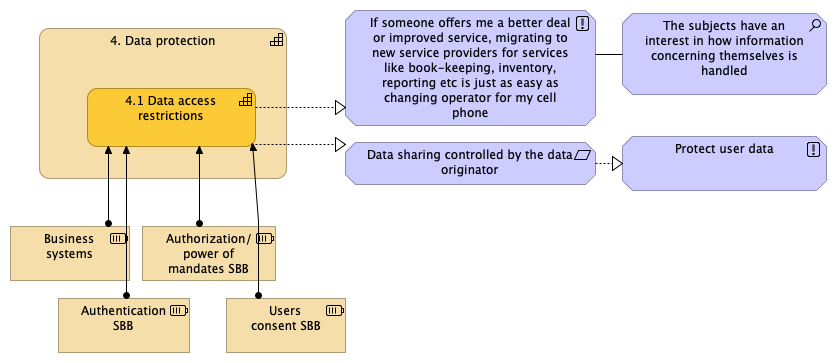 4. Data protection
4.1 Data access
restrictions
If someone offers me a better deal
or improved service, migrating to
new service providers for services
like book-keeping, inventory,
reporting etc is just as easy as
changing operator for my cell
phone
The subjects have an
interest in how information
concerning themselves is
handled
Data sharing controlled by the data
originator
Protect user data
Business
systems
Authorization/
power of
mandates SBB
Authentication
SBB
Users
consent SBB